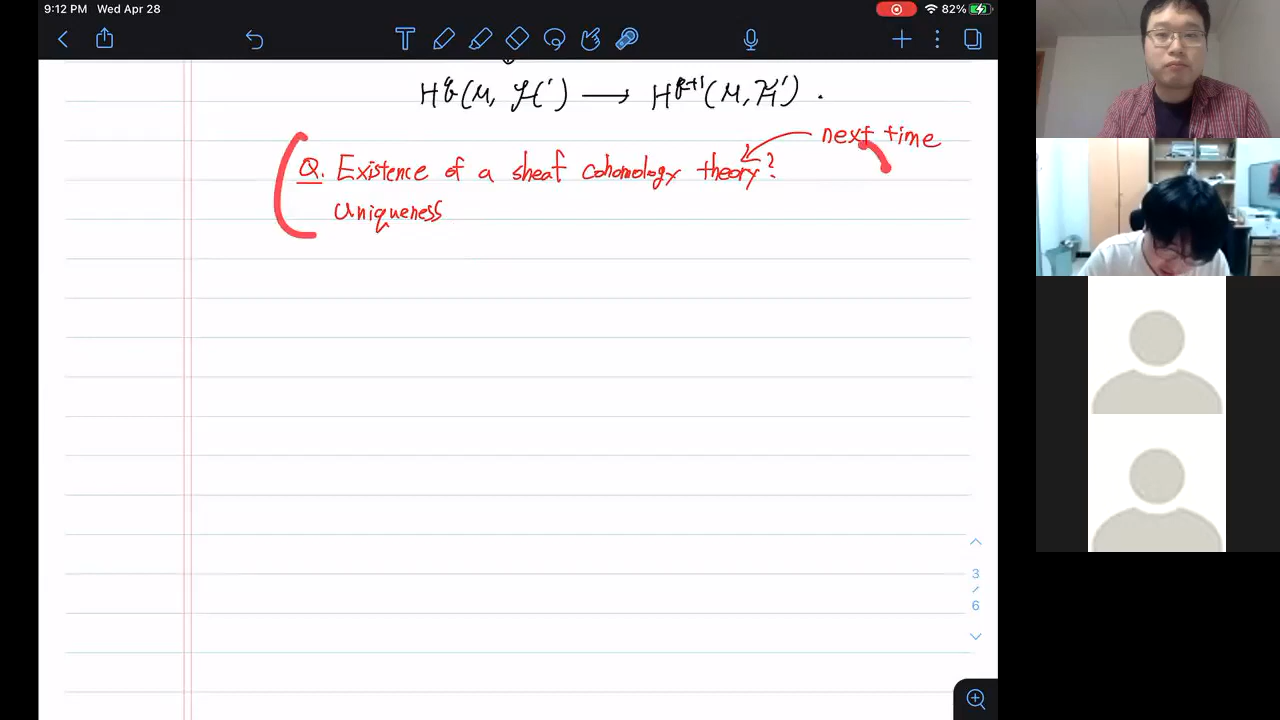 9:12 PM Wed Apr 28
82%
H^q(M, ℋ') ⟶ H^{q+1}(M, ℋ') .
next time
Q. Existence of a sheaf cohomology theory?
Uniqueness
3
/
6